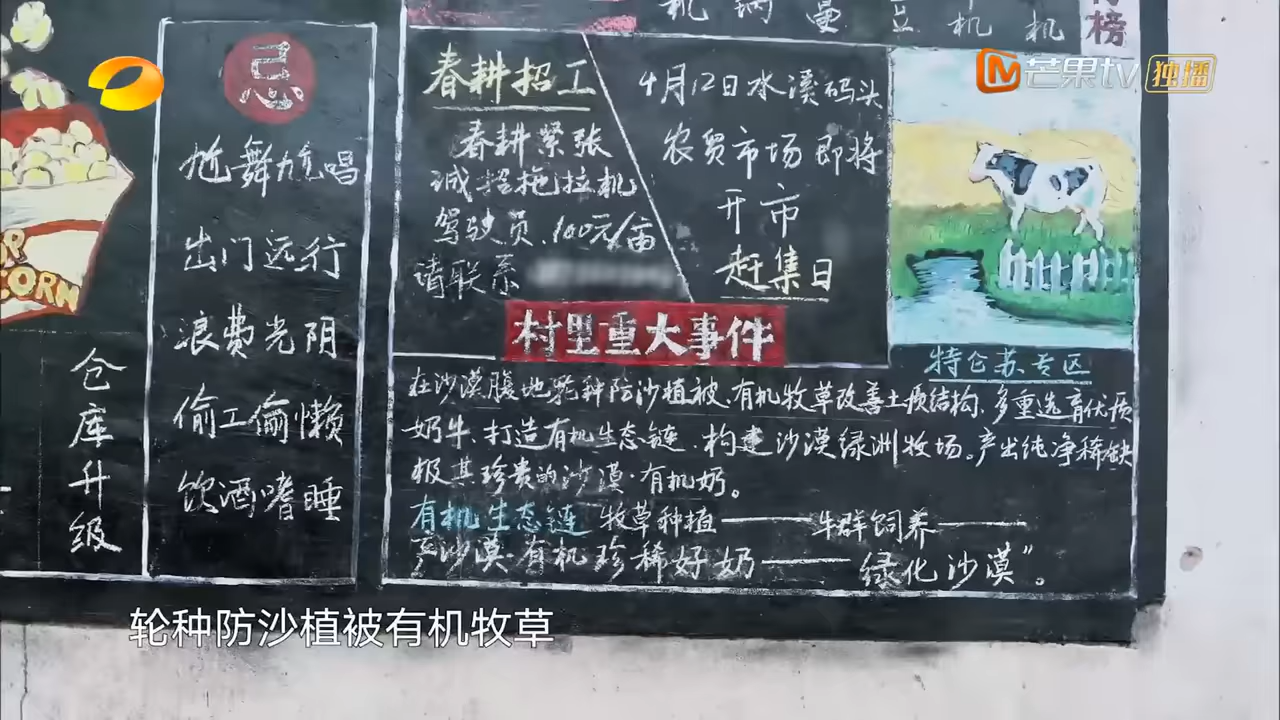 机
机
机
榜
芒果tv 独播
忌
尬舞尬唱
出门远行
浪费光阴
偷工偷懒
饮酒嗜睡
仓库升级
CORN
春耕招工
春耕紧张
诚招拖拉机
驾驶员、100元/亩
请联系
4月12日水溪码头
农贸市场即将
开市
赶集日
村里重大事件
特仑苏专区
在沙漠腹地轮种防沙植被、有机牧草改善土质结构、多重选育优质
奶牛、打造有机生态链、构建沙漠绿洲牧场。产出纯净稀缺
极其珍贵的沙漠·有机奶。
有机生态链 牧草种植——牛群饲养——
产沙漠·有机珍稀好奶——绿化沙漠”。
轮种防沙植被有机牧草